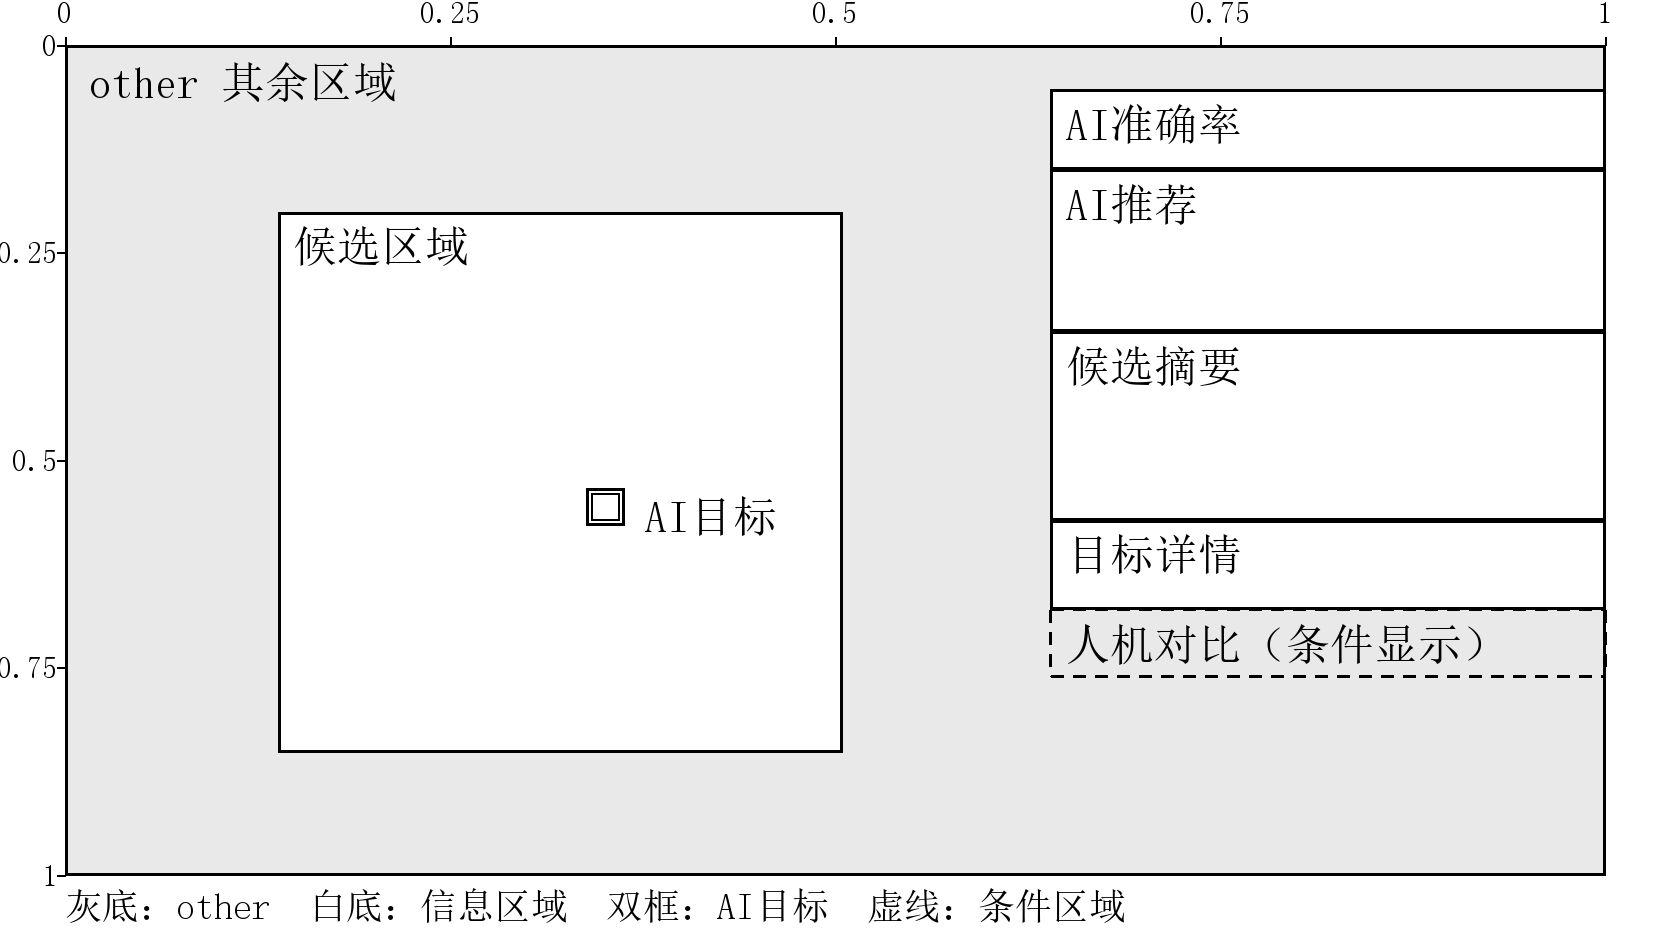 0 0.25 0.5 0.75 1
0
other 其余区域
AI准确率
AI推荐
候选区域
0.25
候选摘要
0.5
AI目标
目标详情
人机对比（条件显示）
0.75
1
灰底：other 白底：信息区域 双框：AI目标 虚线：条件区域